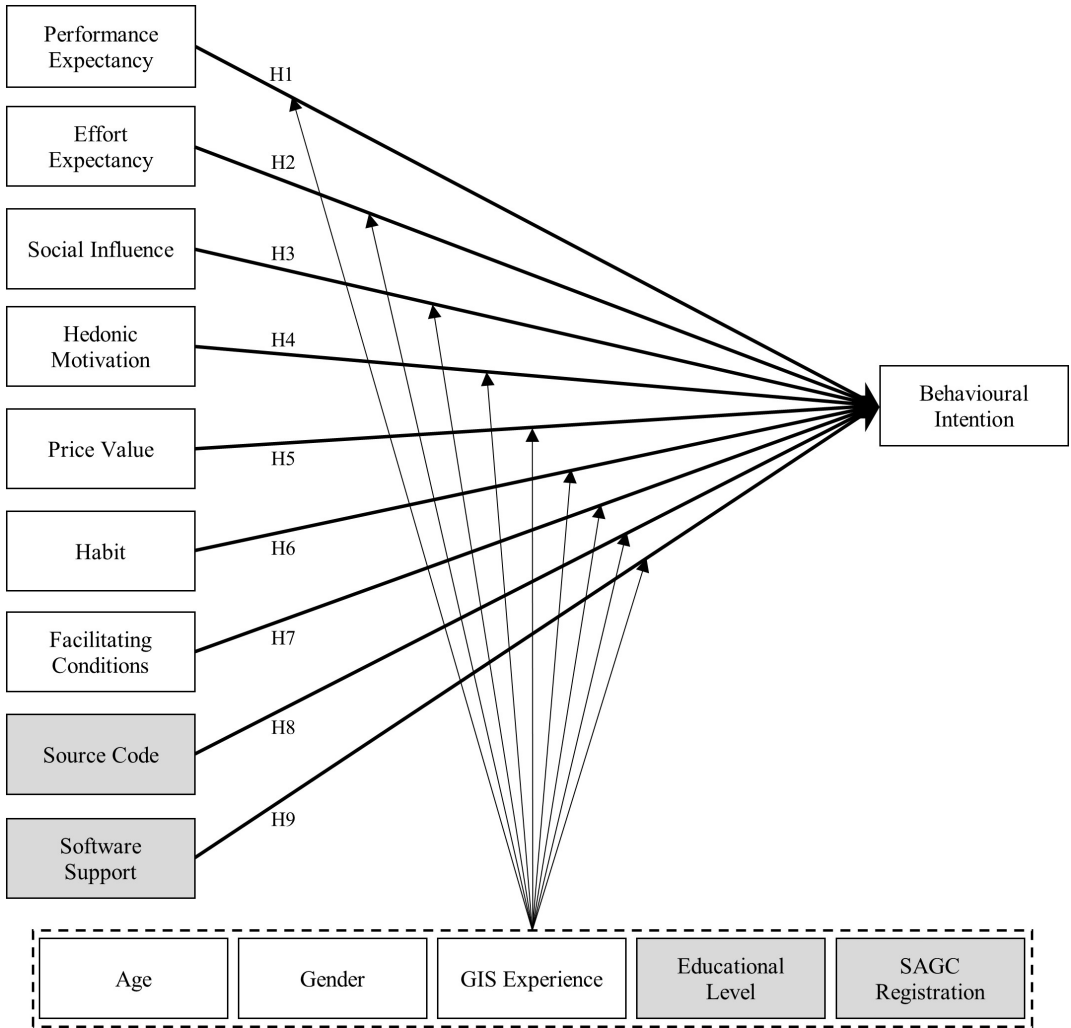 Performance
Expectancy
H1
Effort
Expectancy
H2
Social Influence
H3
Hedonic
Motivation
H4
Behavioural
Intention
Price Value
H5
Habit
H6
Facilitating
Conditions
H7
Source Code
H8
Software
Support
H9
Age
Gender
GIS Experience
Educational
Level
SAGC
Registration